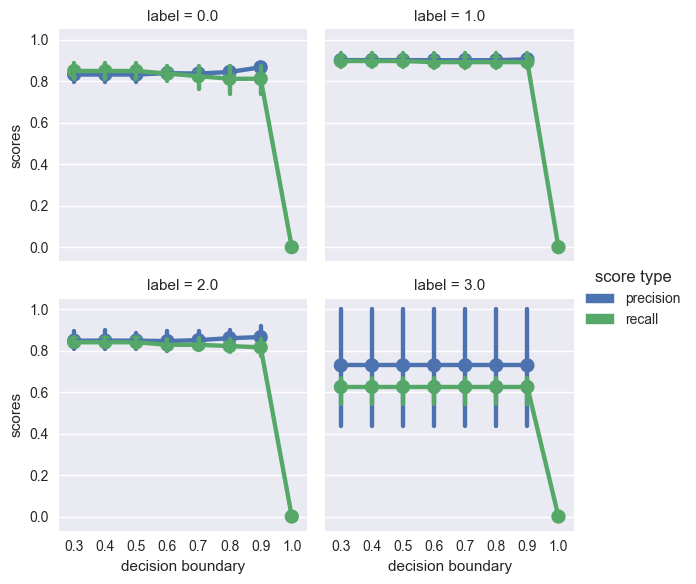 label = 0.0
label = 1.0
1.0
0.8
0.6
0.4
0.2
0.0
scores
label = 2.0
label = 3.0
1.0
0.8
0.6
0.4
0.2
0.0
scores
0.3 0.4 0.5 0.6 0.7 0.8 0.9 1.0
decision boundary
0.3 0.4 0.5 0.6 0.7 0.8 0.9 1.0
decision boundary
score type
precision
recall